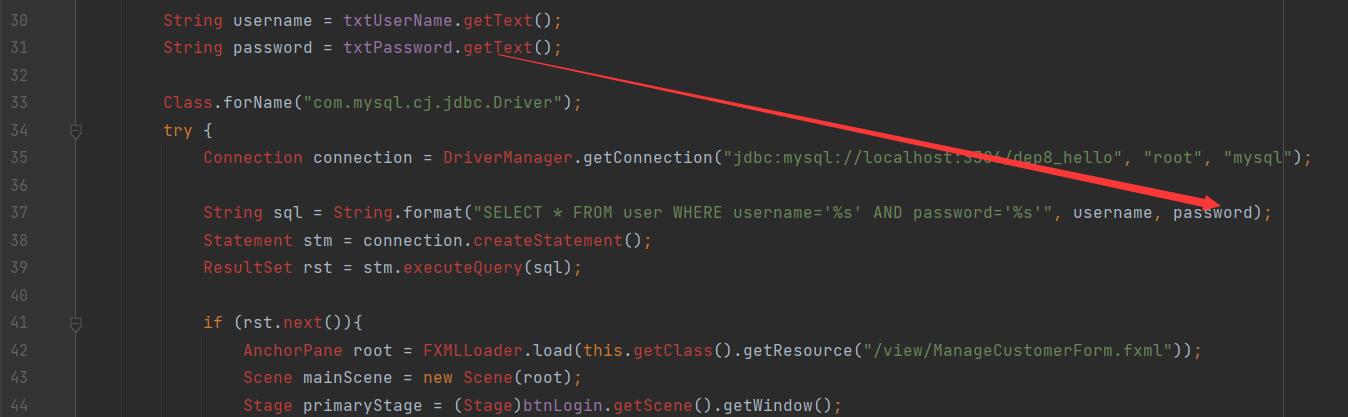 30 String username = txtUserName.getText();
31 String password = txtPassword.getText();
32
33 Class.forName("com.mysql.cj.jdbc.Driver");
34 try {
35 Connection connection = DriverManager.getConnection("jdbc:mysql://localhost:3306/dep8_hello", "root", "mysql");
36
37 String sql = String.format("SELECT * FROM user WHERE username='%s' AND password='%s'", username, password);
38 Statement stm = connection.createStatement();
39 ResultSet rst = stm.executeQuery(sql);
40
41 if (rst.next()){
42 AnchorPane root = FXMLLoader.load(this.getClass().getResource("/view/ManageCustomerForm.fxml"));
43 Scene mainScene = new Scene(root);
44 Stage primaryStage = (Stage)btnLogin.getScene().getWindow();